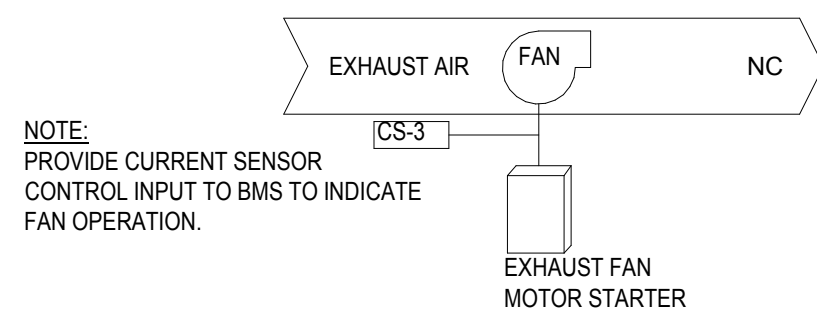 EXHAUST AIR
FAN
NC
CS-3
NOTE:
PROVIDE CURRENT SENSOR
CONTROL INPUT TO BMS TO INDICATE
FAN OPERATION.
EXHAUST FAN
MOTOR STARTER